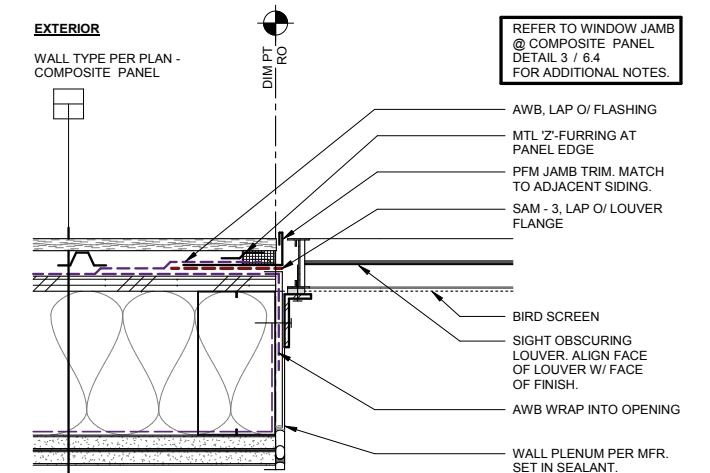 EXTERIOR
WALL TYPE PER PLAN -
COMPOSITE PANEL
DIM PT
RO
REFER TO WINDOW JAMB
@ COMPOSITE PANEL
DETAIL 3 / 6.4
FOR ADDITIONAL NOTES.
AWB, LAP O/ FLASHING
MTL 'Z'-FURRING AT
PANEL EDGE
PFM JAMB TRIM. MATCH
TO ADJACENT SIDING.
SAM - 3, LAP O/ LOUVER
FLANGE
BIRD SCREEN
SIGHT OBSCURING
LOUVER. ALIGN FACE
OF LOUVER W/ FACE
OF FINISH.
AWB WRAP INTO OPENING
WALL PLENUM PER MFR.
SET IN SEALANT.